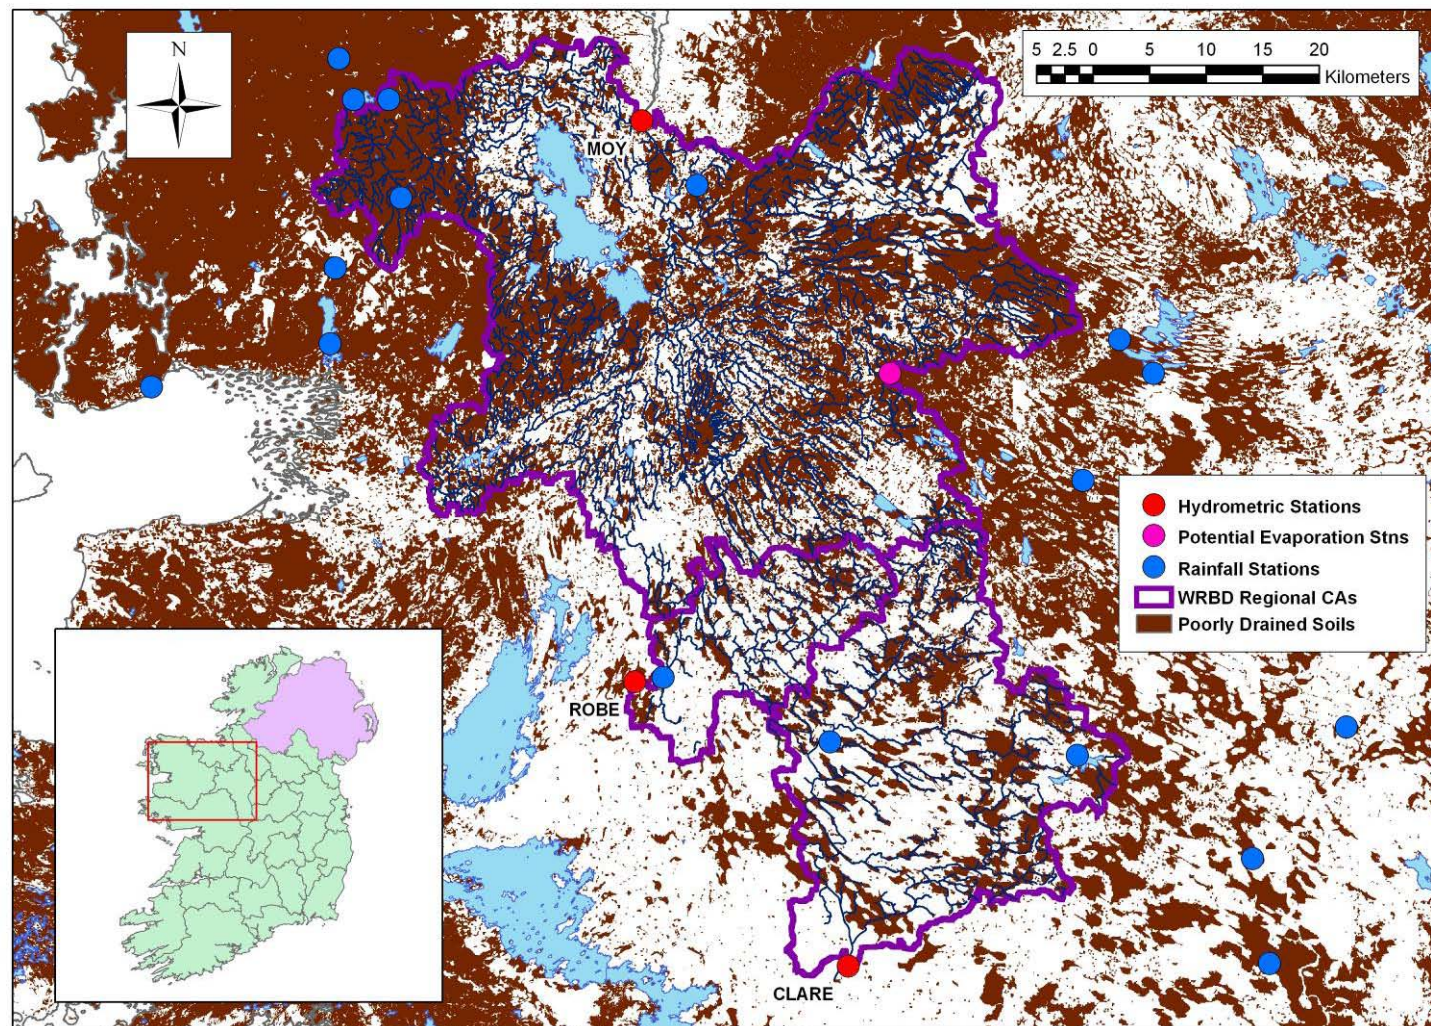 N
5 2.5 0 5 10 15 20
Kilometers
MOY
Hydrometric Stations
Potential Evaporation Stns
Rainfall Stations
WRBD Regional CAs
Poorly Drained Soils
ROBE
CLARE